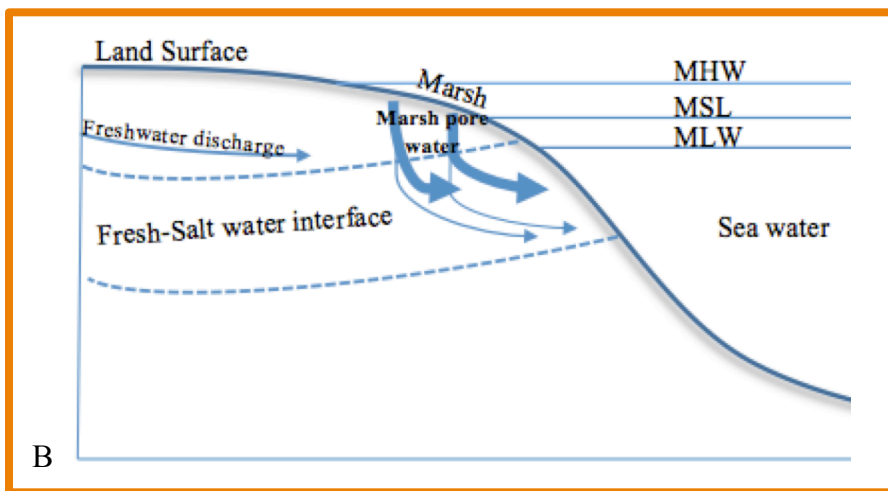 Land Surface
MHW
Marsh
MSL
Marsh pore
water
MLW
Freshwater discharge
Fresh-Salt water interface
Sea water
B